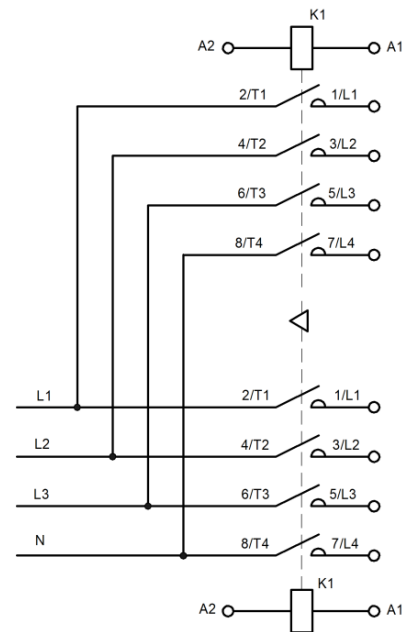 K1
A2 A1
2/T1 1/L1
4/T2 3/L2
6/T3 5/L3
8/T4 7/L4
L1 2/T1 1/L1
L2 4/T2 3/L2
L3 6/T3 5/L3
N 8/T4 7/L4
K1
A2 A1